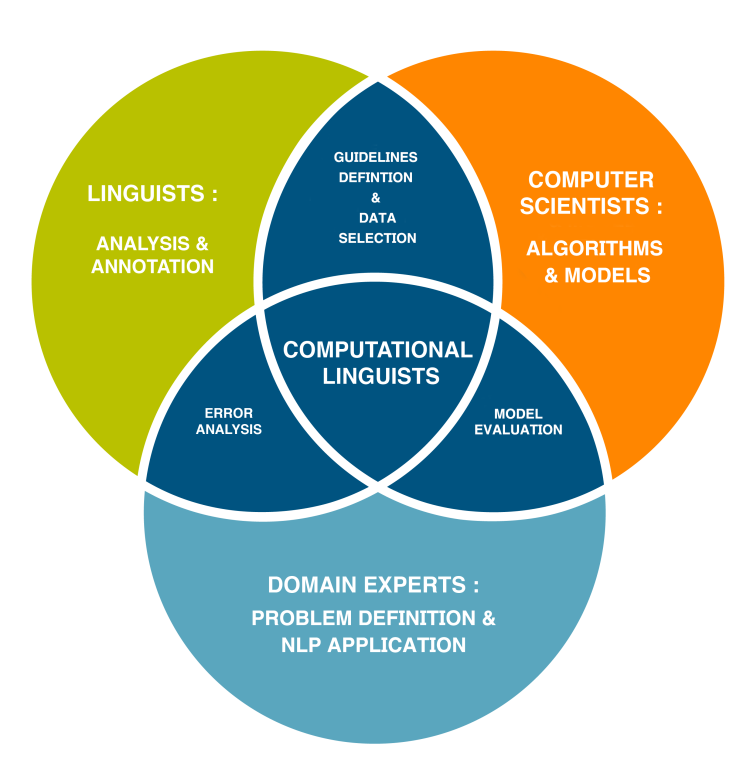 GUIDELINES
DEFINTION
&
DATA
SELECTION
LINGUISTS :
ANALYSIS &
ANNOTATION
COMPUTER
SCIENTISTS :
ALGORITHMS
& MODELS
COMPUTATIONAL
LINGUISTS
ERROR
ANALYSIS
MODEL
EVALUATION
DOMAIN EXPERTS :
PROBLEM DEFINITION &
NLP APPLICATION